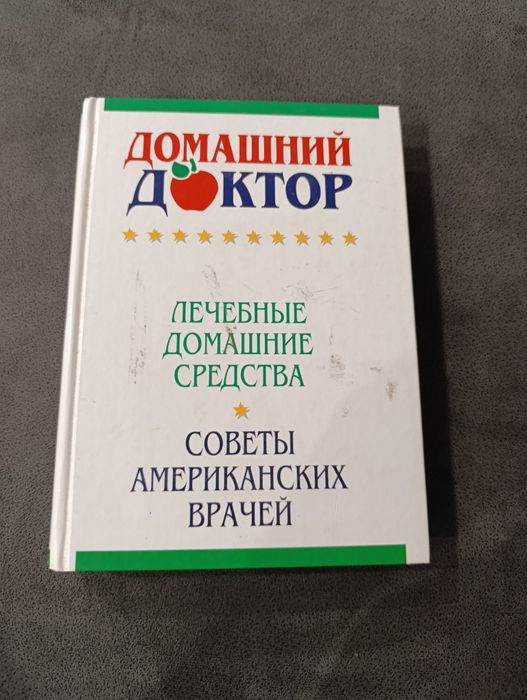 ДОМАШНИЙ
ДОКТОР
ЛЕЧЕБНЫЕ
ДОМАШНИЕ
СРЕДСТВА
СОВЕТЫ
АМЕРИКАНСКИХ
ВРАЧЕЙ